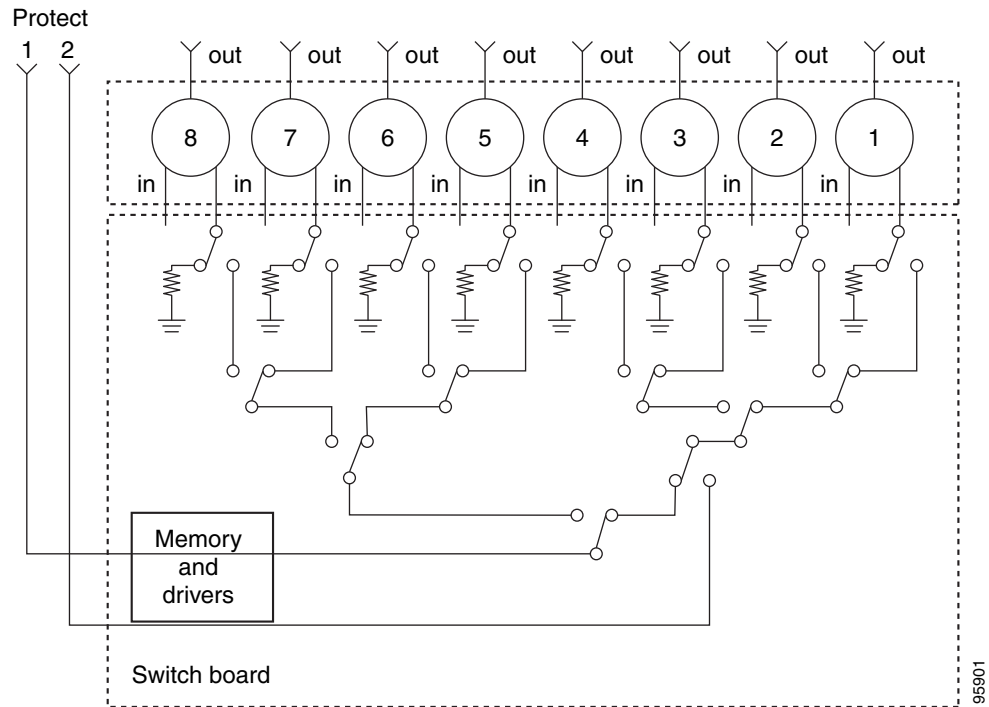 Protect
1 2
out out out out out out out out
8 7 6 5 4 3 2 1
in in in in in in in in
Memory
and
drivers
Switch board
95901